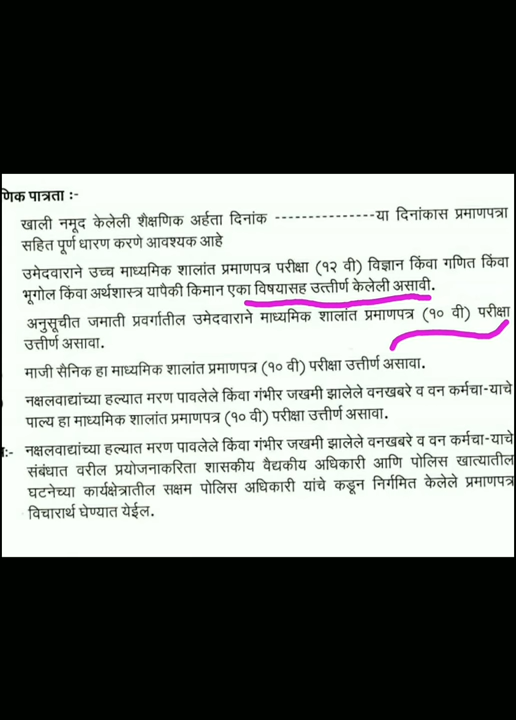 णिक पात्रता :-
खाली नमूद केलेली शैक्षणिक अर्हता दिनांक ---------------या दिनांकास प्रमाणपत्रा
सहित पूर्ण धारण करणे आवश्यक आहे
उमेदवाराने उच्च माध्यमिक शालांत प्रमाणपत्र परीक्षा (१२ वी) विज्ञान किंवा गणित किंवा
भूगोल किंवा अर्थशास्त्र यापैकी किमान एका विषयासह उत्तीर्ण केलेली असावी.
अनुसूचीत जमाती प्रवर्गातील उमेदवाराने माध्यमिक शालांत प्रमाणपत्र (१० वी) परीक्षा
उत्तीर्ण असावा.
माजी सैनिक हा माध्यमिक शालांत प्रमाणपत्र (१० वी) परीक्षा उत्तीर्ण असावा.
नक्षलवाद्यांच्या हल्यात मरण पावलेले किंवा गंभीर जखमी झालेले वनखबरे व वन कर्मचा-याचे
पाल्य हा माध्यमिक शालांत प्रमाणपत्र (१० वी) परीक्षा उत्तीर्ण असावा.
:- नक्षलवाद्यांच्या हल्यात मरण पावलेले किंवा गंभीर जखमी झालेले वनखबरे व वन कर्मचा-याचे
संबंधात वरील प्रयोजनाकरिता शासकीय वैद्यकीय अधिकारी आणि पोलिस खात्यातील
घटनेच्या कार्यक्षेत्रातील सक्षम पोलिस अधिकारी यांचे कडून निर्गमित केलेले प्रमाणपत्र
विचारार्थ घेण्यात येईल.